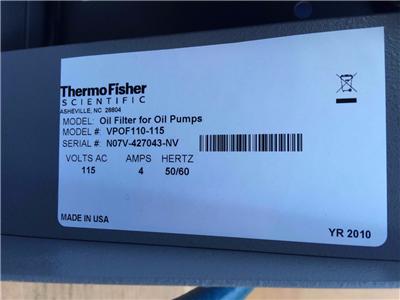 ThermoFisher
SCIENTIFIC
ASHEVILLE, NC 28804
MODEL: Oil Filter for Oil Pumps
MODEL #: VPOF110-115
SERIAL #: N07V-427043-NV
VOLTS AC AMPS HERTZ
115 4 50/60
MADE IN USA
YR 2010